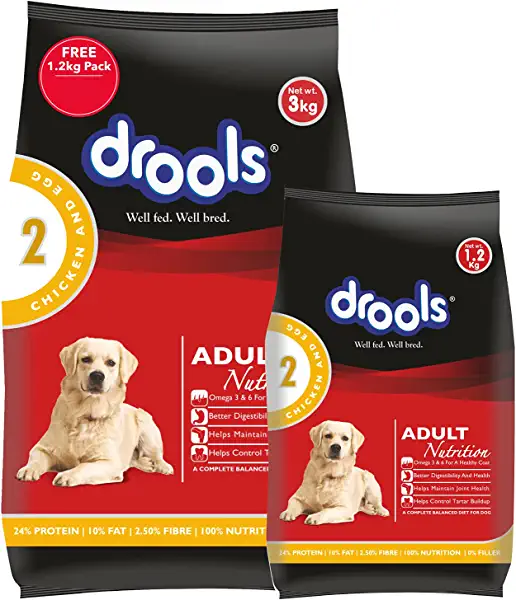 FREE
1.2kg Pack
Net wt.
3kg
drools®
Well fed. Well bred.
2
CHICKEN AND EGG
ADUL
Nutri
Omega 3 & 6 For
Better Digestibili
Helps Maintain
Helps Control T
A COMPLETE BALANCED
24% PROTEIN | 10% FAT | 2.50% FIBRE | 100% NUTRITION
Net wt.
1.2
Kg
drools®
Well fed. Well bred.
2
CHICKEN AND EGG
ADULT
Nutrition
Omega 3 & 6 For A Healthy Coat
Better Digestibility And Health
Helps Maintain Joint Health
Helps Control Tartar Buildup
A COMPLETE BALANCED DIET FOR DOG
24% PROTEIN | 10% FAT | 2.50% FIBRE | 100% NUTRITION | 0% FILLER